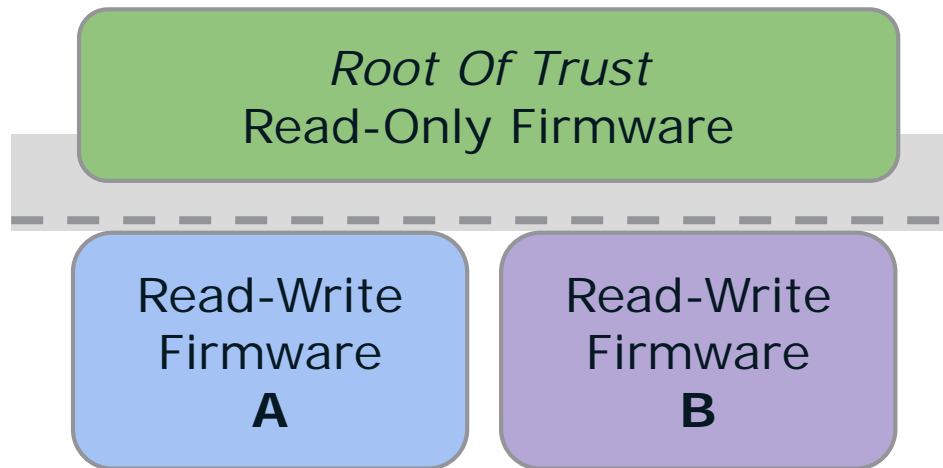 Root Of Trust
Read-Only Firmware
Read-Write
Firmware
A
Read-Write
Firmware
B